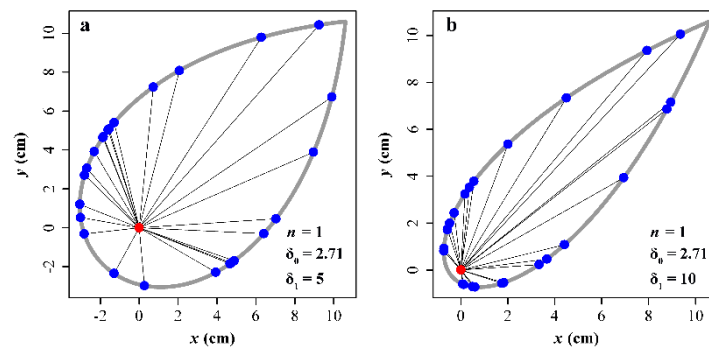 a
y (cm)
-2 0 2 4 6 8 10
n = 1
δ₀ = 2.71
δ₁ = 5
-2 0 2 4 6 8 10
x (cm)
b
y (cm)
0 2 4 6 8 10
n = 1
δ₀ = 2.71
δ₁ = 10
0 2 4 6 8 10
x (cm)